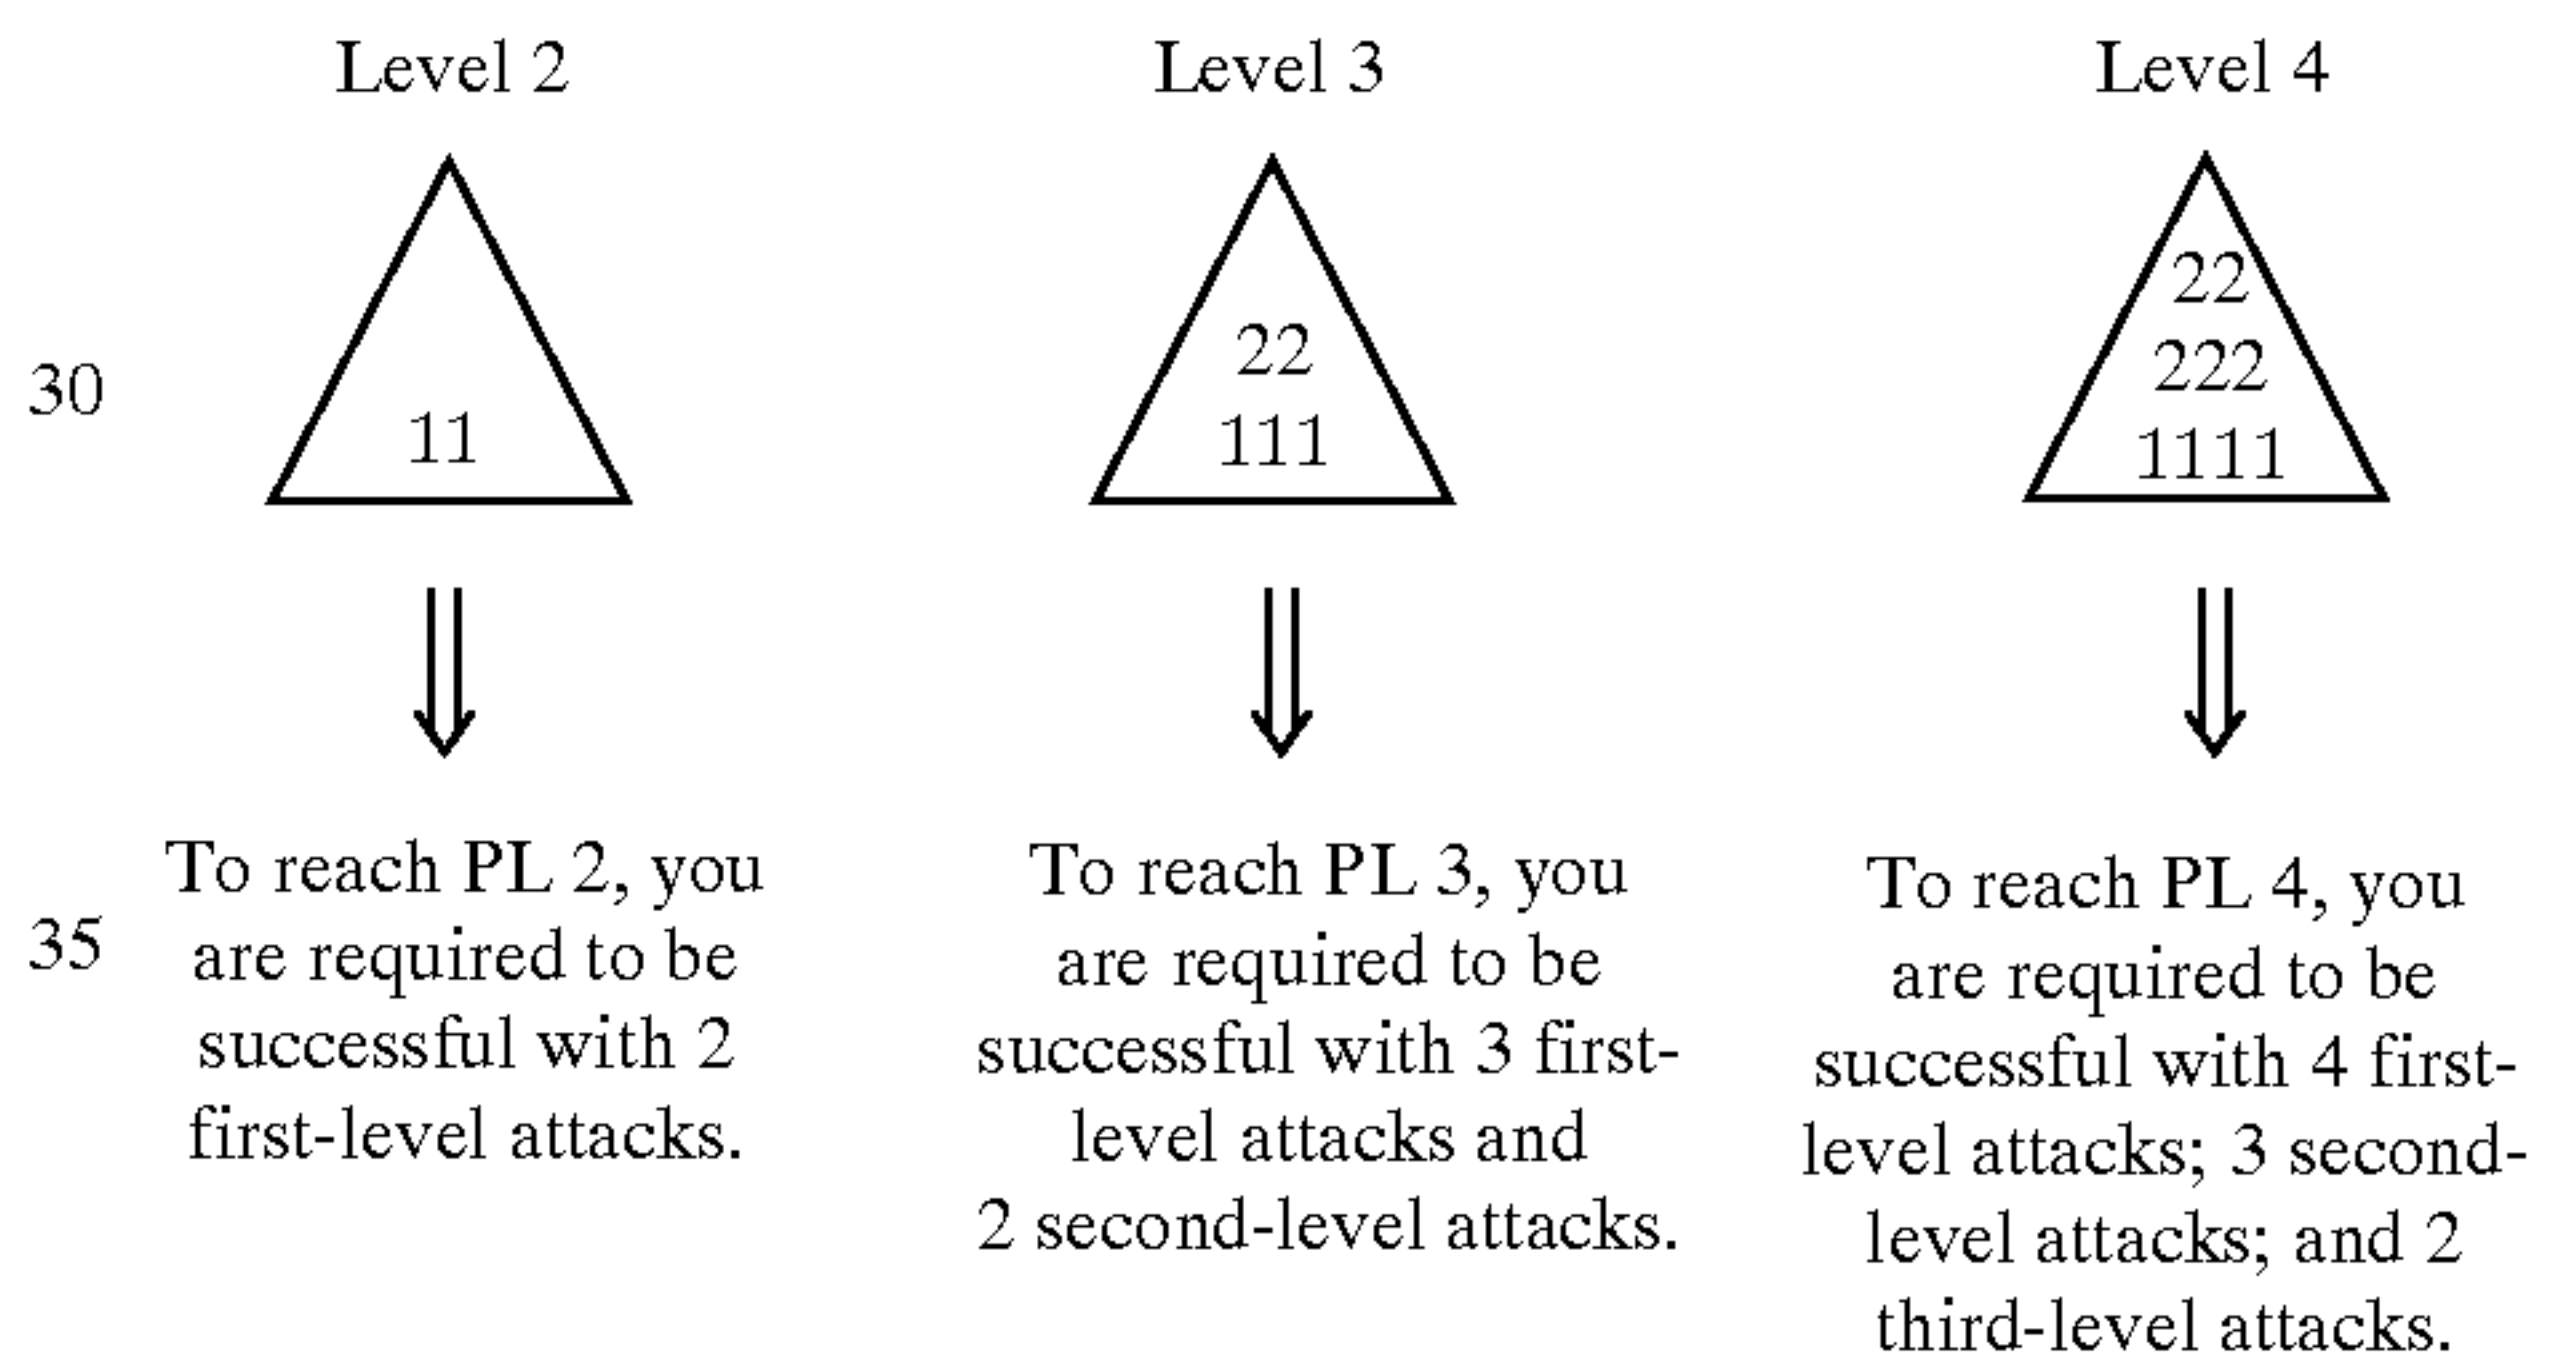 Level 2
Level 3
Level 4
11
22
111
22
222
1111
30
To reach PL 2, you
are required to be
successful with 2
first-level attacks.
35
To reach PL 3, you
are required to be
successful with 3 first-
level attacks and
2 second-level attacks.
To reach PL 4, you
are required to be
successful with 4 first-
level attacks; 3 second-
level attacks; and 2
third-level attacks.